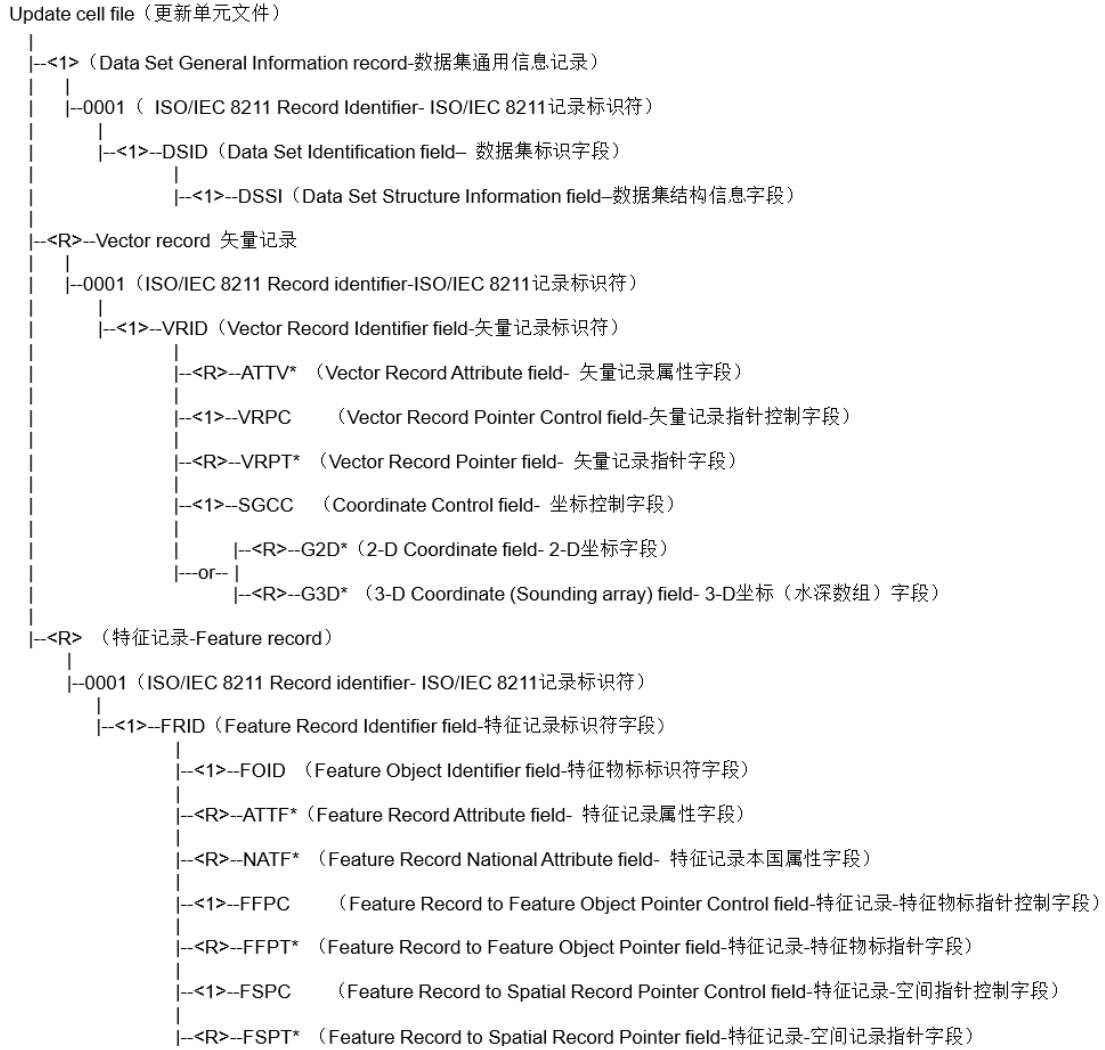 Update cell file（更新单元文件）
|--<1>（Data Set General Information record-数据集通用信息记录）
|--0001（ ISO/IEC 8211 Record Identifier- ISO/IEC 8211记录标识符）
|--<1>--DSID（Data Set Identification field– 数据集标识字段）
|--<1>--DSSI（Data Set Structure Information field–数据集结构信息字段）
|--<R>--Vector record 矢量记录
|--0001（ISO/IEC 8211 Record identifier-ISO/IEC 8211记录标识符）
|--<1>--VRID（Vector Record Identifier field-矢量记录标识符）
|--<R>--ATTV* （Vector Record Attribute field- 矢量记录属性字段）
|--<1>--VRPC （Vector Record Pointer Control field-矢量记录指针控制字段）
|--<R>--VRPT* （Vector Record Pointer field- 矢量记录指针字段）
|--<1>--SGCC （Coordinate Control field- 坐标控制字段）
|--<R>--G2D*（2-D Coordinate field- 2-D坐标字段）
|---or-- |
|--<R>--G3D* （3-D Coordinate (Sounding array) field- 3-D坐标（水深数组）字段）
|--<R> （特征记录-Feature record）
|--0001（ISO/IEC 8211 Record identifier- ISO/IEC 8211记录标识符）
|--<1>--FRID（Feature Record Identifier field-特征记录标识符字段）
|--<1>--FOID （Feature Object Identifier field-特征物标标识符字段）
|--<R>--ATTF*（Feature Record Attribute field- 特征记录属性字段）
|--<R>--NATF* （Feature Record National Attribute field- 特征记录本国属性字段）
|--<1>--FFPC （Feature Record to Feature Object Pointer Control field-特征记录-特征物标指针控制字段）
|--<R>--FFPT* （Feature Record to Feature Object Pointer field-特征记录-特征物标指针字段）
|--<1>--FSPC （Feature Record to Spatial Record Pointer Control field-特征记录-空间指针控制字段）
|--<R>--FSPT* （Feature Record to Spatial Record Pointer field-特征记录-空间记录指针字段）